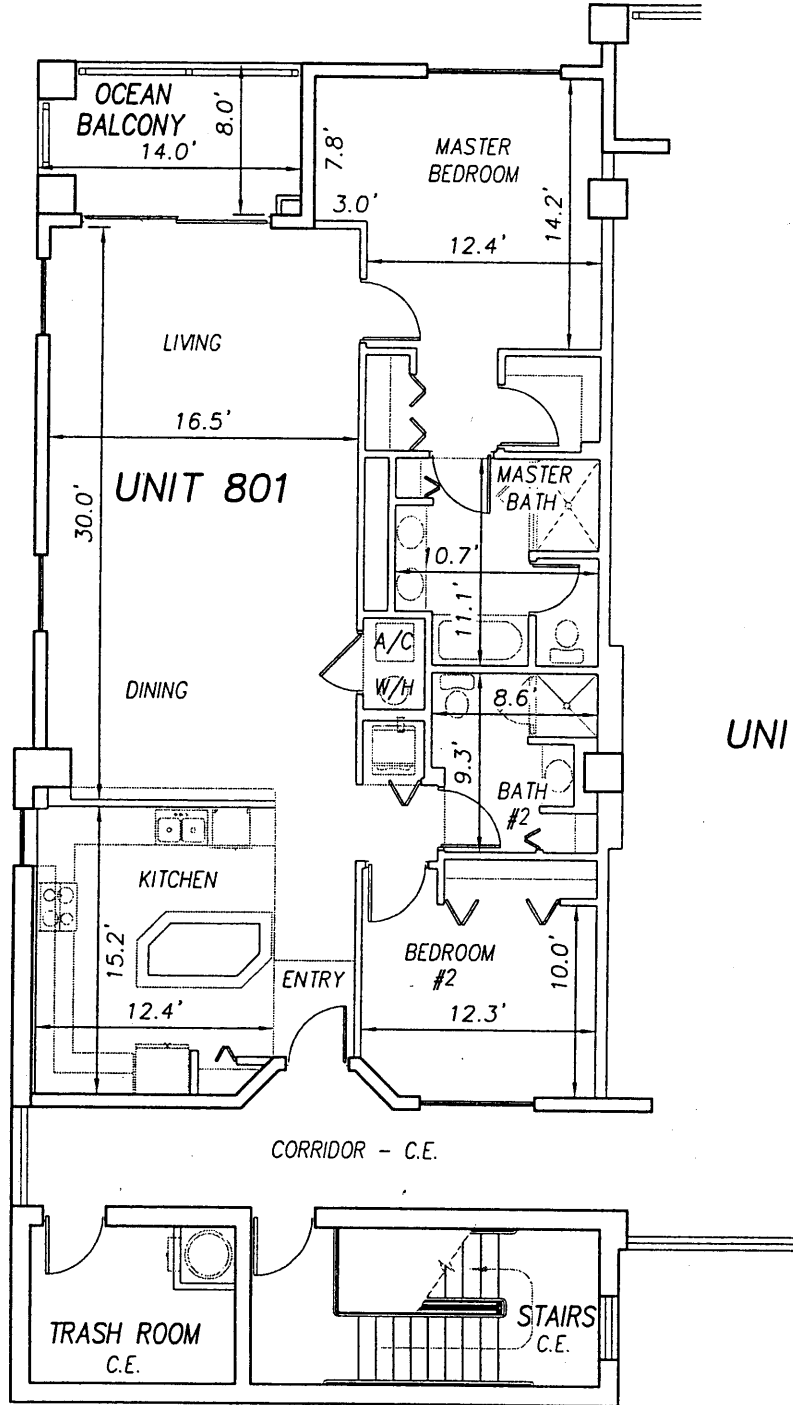 OCEAN
BALCONY
8.0'
14.0'
7.8'
3.0'
MASTER
BEDROOM
14.2'
12.4'
LIVING
16.5'
UNIT 801
30.0'
MASTER
BATH
10.7'
11.1'
A/C
W/H
DINING
8.6'
9.3'
BATH
#2
UNI
KITCHEN
15.2'
12.4'
ENTRY
BEDROOM
#2
10.0'
12.3'
CORRIDOR - C.E.
TRASH ROOM
C.E.
STAIRS
C.E.